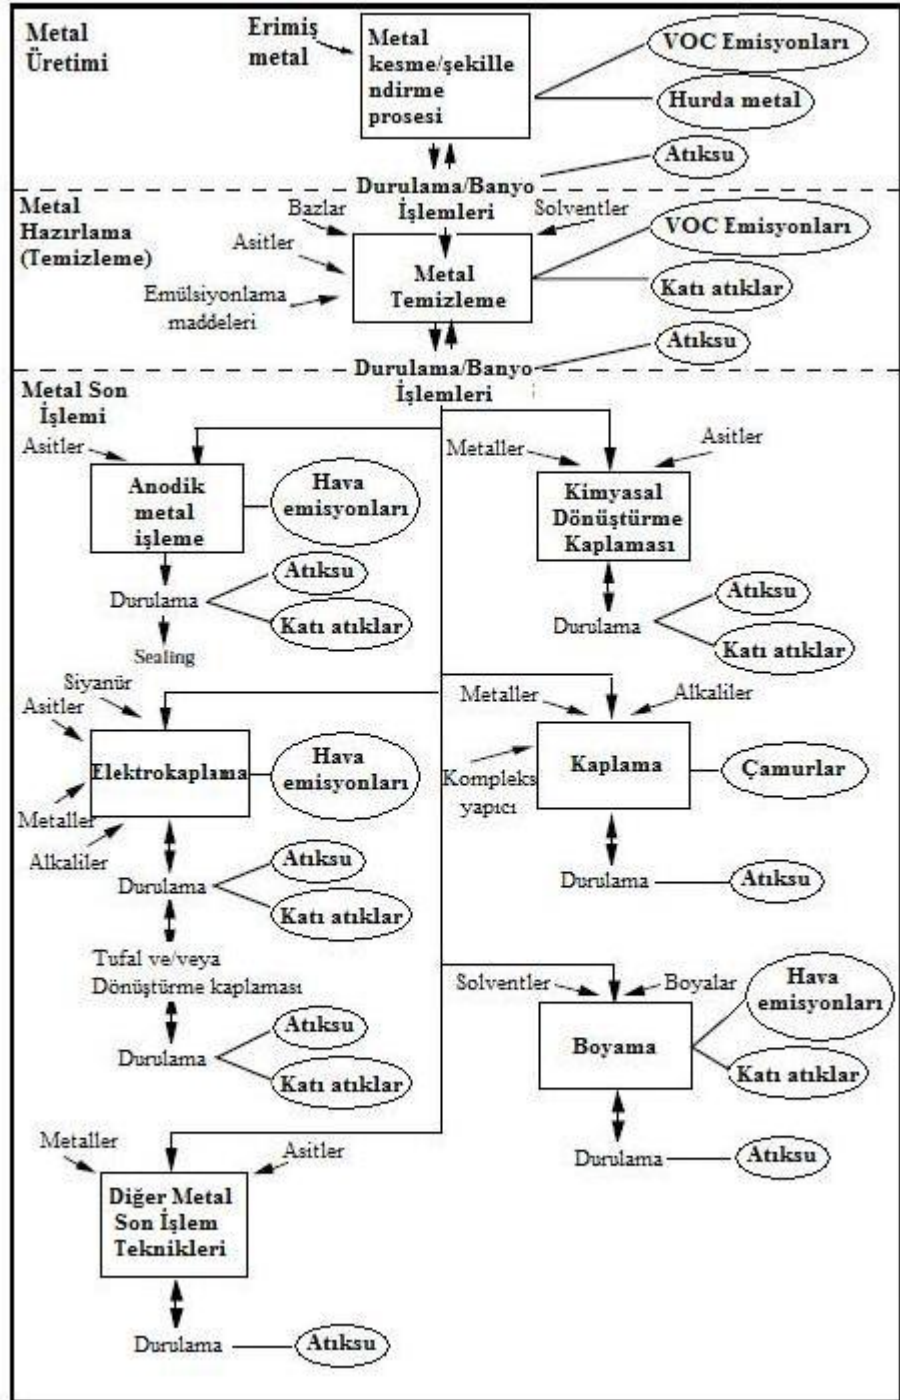 Metal
Üretimi
Erimiş
metal
Metal
kesme/şekille
ndirme
prosesi
VOC Emisyonları
Hurda metal
Atıksu
Durulama/Banyo
İşlemleri
Metal
Hazırlama
(Temizleme)
Bazlar
Solventler
Asitler
Emülsiyonlama
maddeleri
Metal
Temizleme
VOC Emisyonları
Katı atıklar
Atıksu
Durulama/Banyo
İşlemleri
Metal Son
İşlemi
Asitler
Anodik
metal
işleme
Hava
emisyonları
Durulama
Atıksu
Katı atıklar
Sealing
Metaller
Asitler
Kimyasal
Dönüştürme
Kaplaması
Durulama
Atıksu
Katı atıklar
Siyanür
Asitler
Elektrokaplama
Hava
emisyonları
Metaller
Alkaliler
Durulama
Atıksu
Katı atıklar
Tufal ve/veya
Dönüştürme kaplaması
Durulama
Atıksu
Katı atıklar
Metaller
Alkaliler
Kompleks
yapıcı
Kaplama
Çamurlar
Durulama
Atıksu
Solventler
Boyalar
Boyama
Hava
emisyonları
Katı atıklar
Durulama
Atıksu
Metaller
Asitler
Diğer Metal
Son İşlem
Teknikleri
Durulama
Atıksu